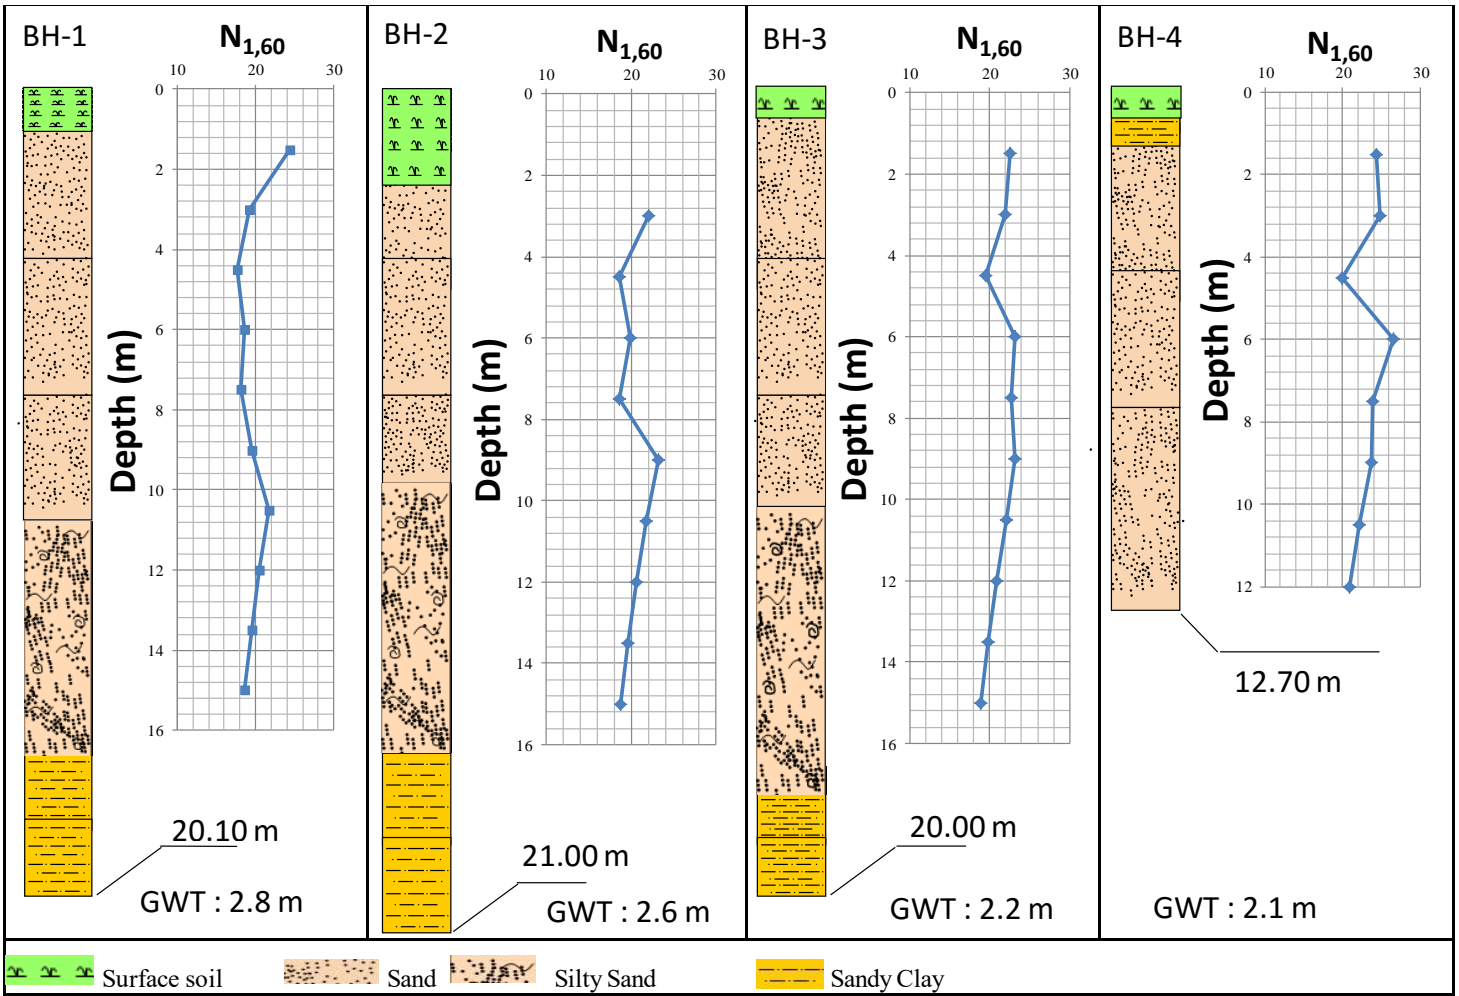 BH-1
N1,60
10 20 30
0
2
4
6
8
10
12
14
16
Depth (m)
20.10 m
GWT : 2.8 m
BH-2
N1,60
10 20 30
0
2
4
6
8
10
12
14
16
Depth (m)
21.00 m
GWT : 2.6 m
BH-3
N1,60
10 20 30
0
2
4
6
8
10
12
14
16
Depth (m)
20.00 m
GWT : 2.2 m
BH-4
N1,60
10 20 30
0
2
4
6
8
10
12
Depth (m)
12.70 m
GWT : 2.1 m
Surface soil Sand Silty Sand Sandy Clay